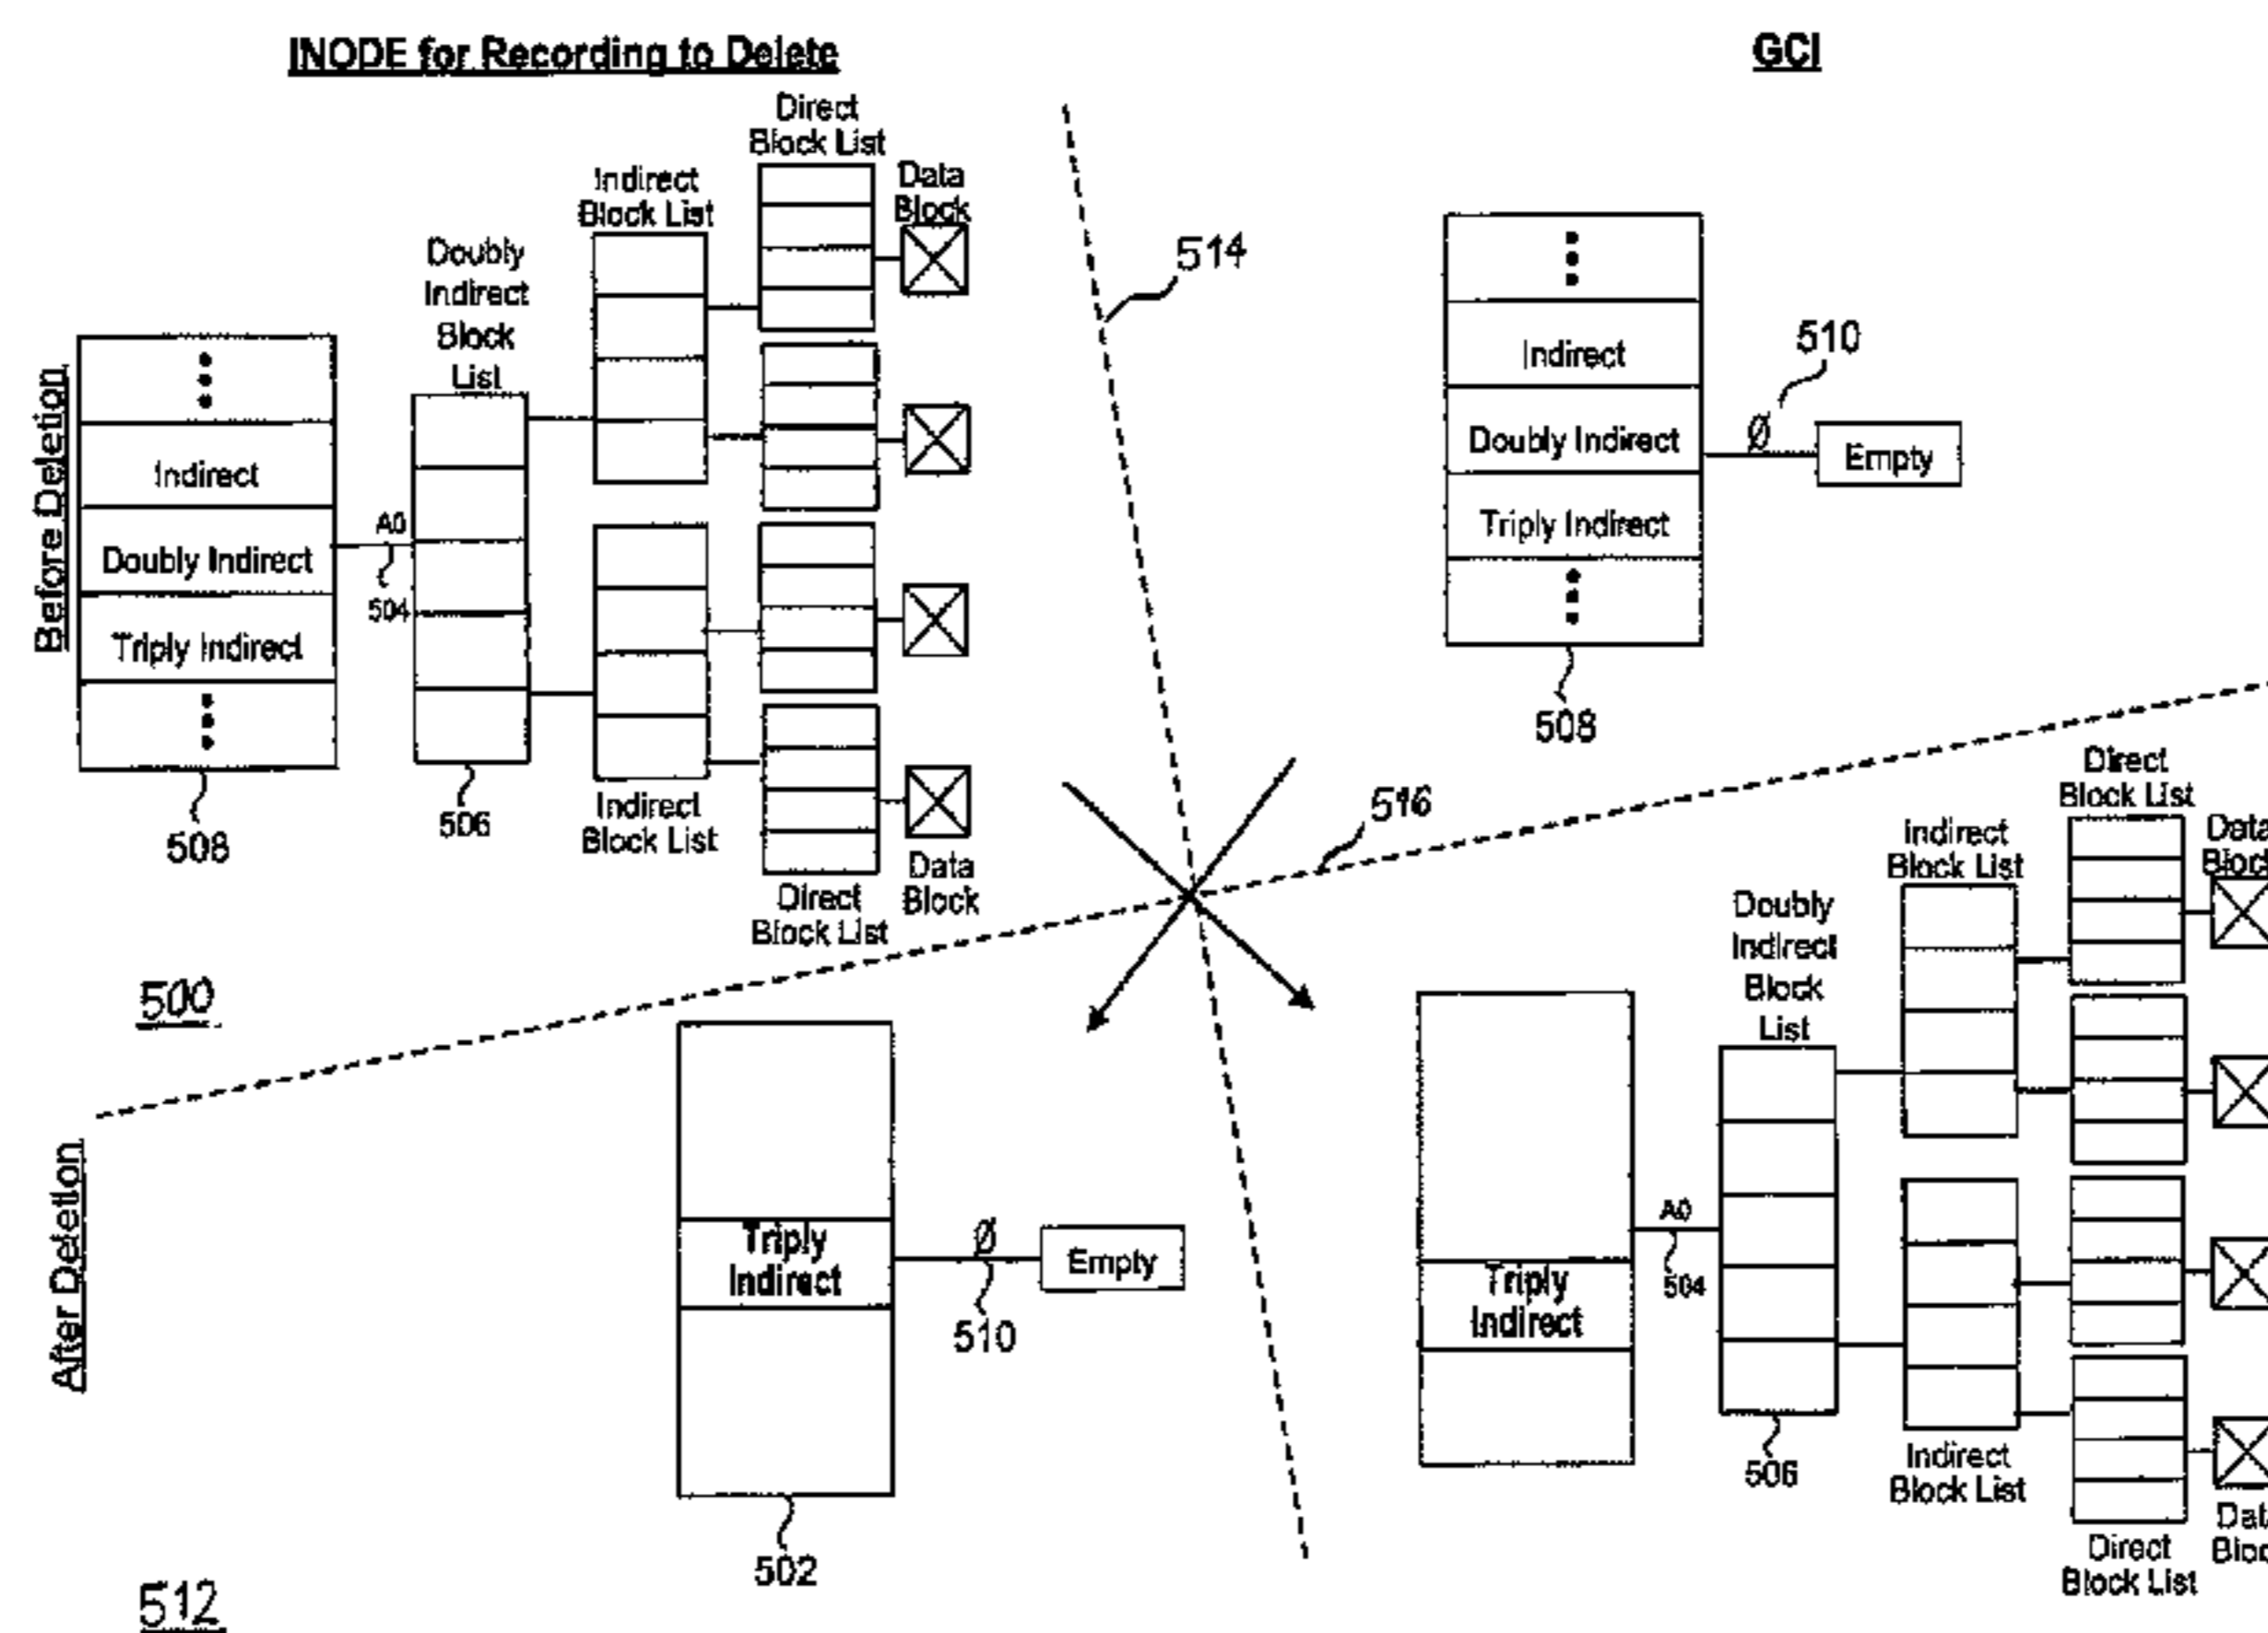 INODE for Recording to Delete
GCI
Before Deletion
Direct
Block List
Indirect
Block List
Data
Block
Doubly
Indirect
Block
List
Indirect
Doubly Indirect
Triply Indirect
A0
504
508
506
Indirect
Block List
Direct
Block List
Data
Block
514
Indirect
Doubly Indirect
Triply Indirect
Ø
510
Empty
508
516
500
After Deletion
Triply
Indirect
Ø
510
Empty
502
Triply
Indirect
A0
504
Doubly
Indirect
Block
List
506
Indirect
Block List
Direct
Block List
Data
Block
Indirect
Block List
Direct
Block List
Dat
Bloc
512